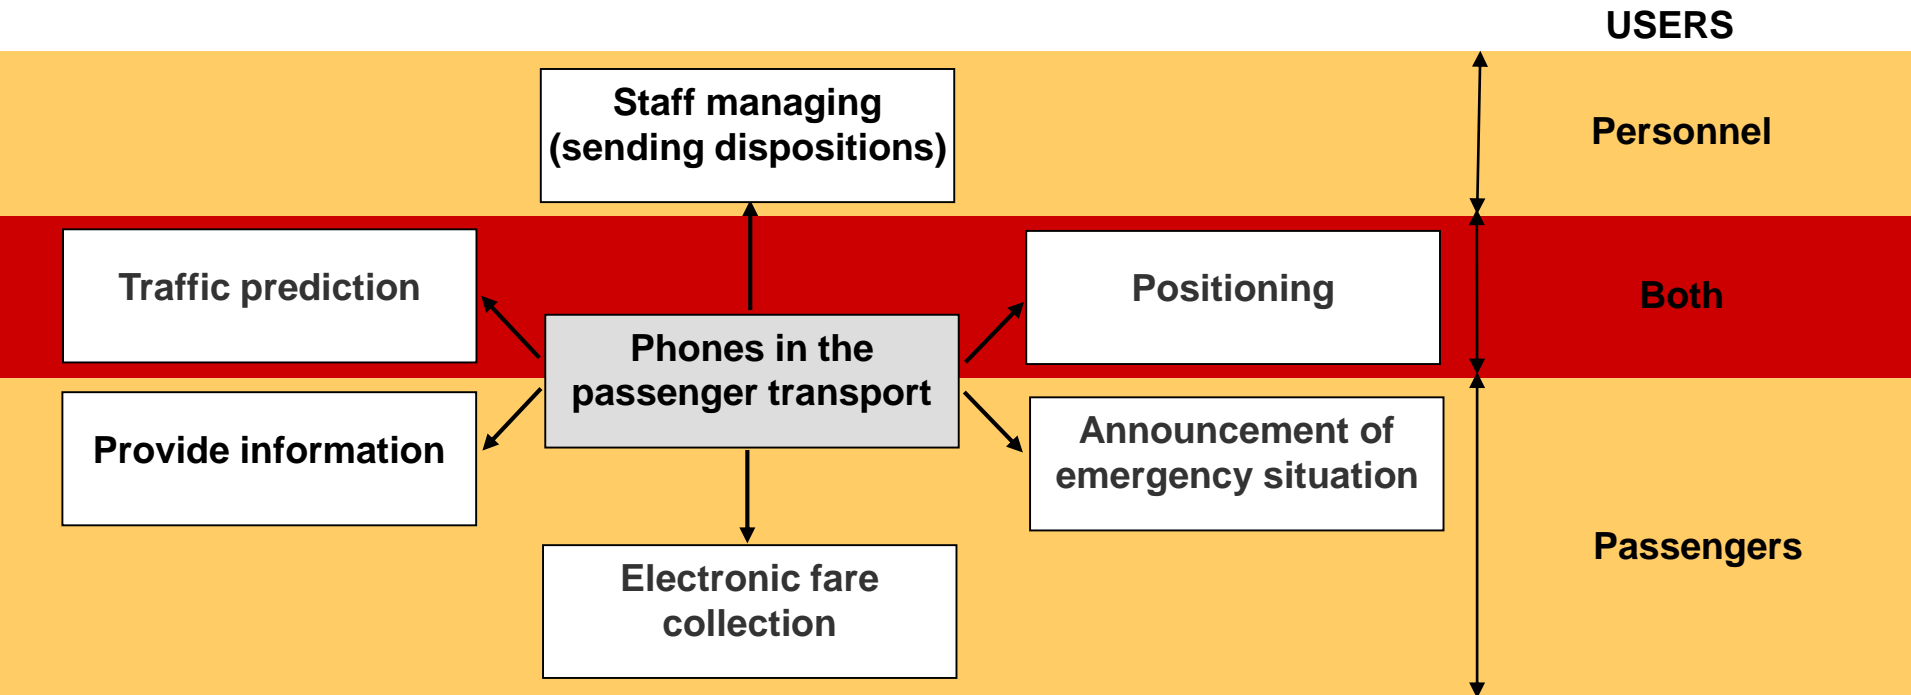 USERS
Staff managing
(sending dispositions)
Personnel
Traffic prediction
Positioning
Both
Phones in the
passenger transport
Provide information
Announcement of
emergency situation
Passengers
Electronic fare
collection